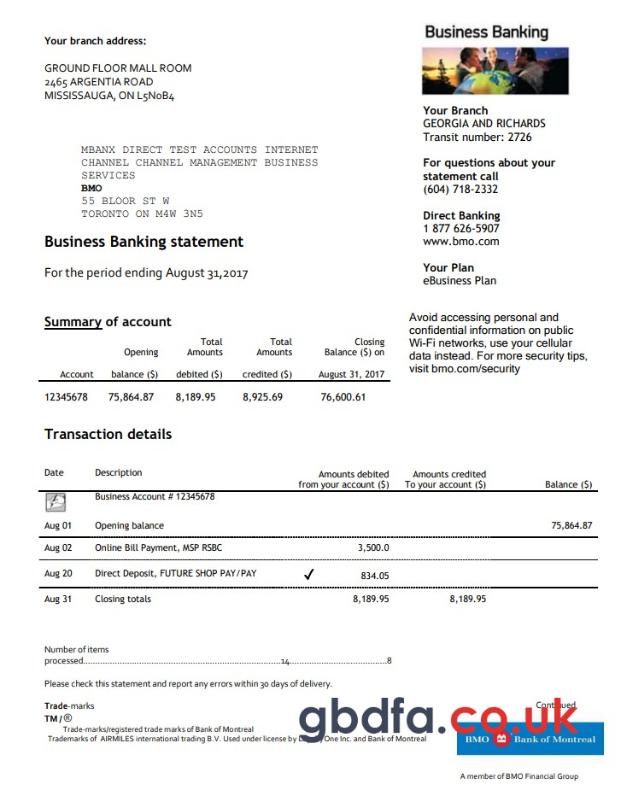 Your branch address:
GROUND FLOOR MALL ROOM
2465 ARGENTIA ROAD
MISSISSAUGA, ON L5N0B4
Business Banking
Your Branch
GEORGIA AND RICHARDS
Transit number: 2726
For questions about your
statement call
(604) 718-2332
Direct Banking
1 877 626-5907
www.bmo.com
Your Plan
eBusiness Plan
MBANX DIRECT TEST ACCOUNTS INTERNET
CHANNEL CHANNEL MANAGEMENT BUSINESS
SERVICES
BMO
55 BLOOR ST W
TORONTO ON M4W 3N5
Business Banking statement
For the period ending August 31,2017
Avoid accessing personal and
confidential information on public
Wi-Fi networks, use your cellular
data instead. For more security tips,
visit bmo.com/security
Summary of account
Total Total Closing
Opening Amounts Amounts Balance ($) on
Account balance ($) debited ($) credited ($) August 31, 2017
12345678 75,864.87 8,189.95 8,925.69 76,600.61
Transaction details
Date Description Amounts debited Amounts credited
from your account ($) To your account ($) Balance ($)
Business Account # 12345678
Aug 01 Opening balance 75,864.87
Aug 02 Online Bill Payment, MSP RSBC 3,500.0
Aug 20 Direct Deposit, FUTURE SHOP PAY/PAY ✓ 834.05
Aug 31 Closing totals 8,189.95 8,189.95
Number of items
processed.......................................................14...........................8
Please check this statement and report any errors within 30 days of delivery.
Trade-marks
TM/®
Trade-marks/registered trade marks of Bank of Montreal
Trademarks of AIRMILES international trading B.V. Used under license by One Inc. and Bank of Montreal
gbdfa.co.uk
BMO Bank of Montreal
A member of BMO Financial Group